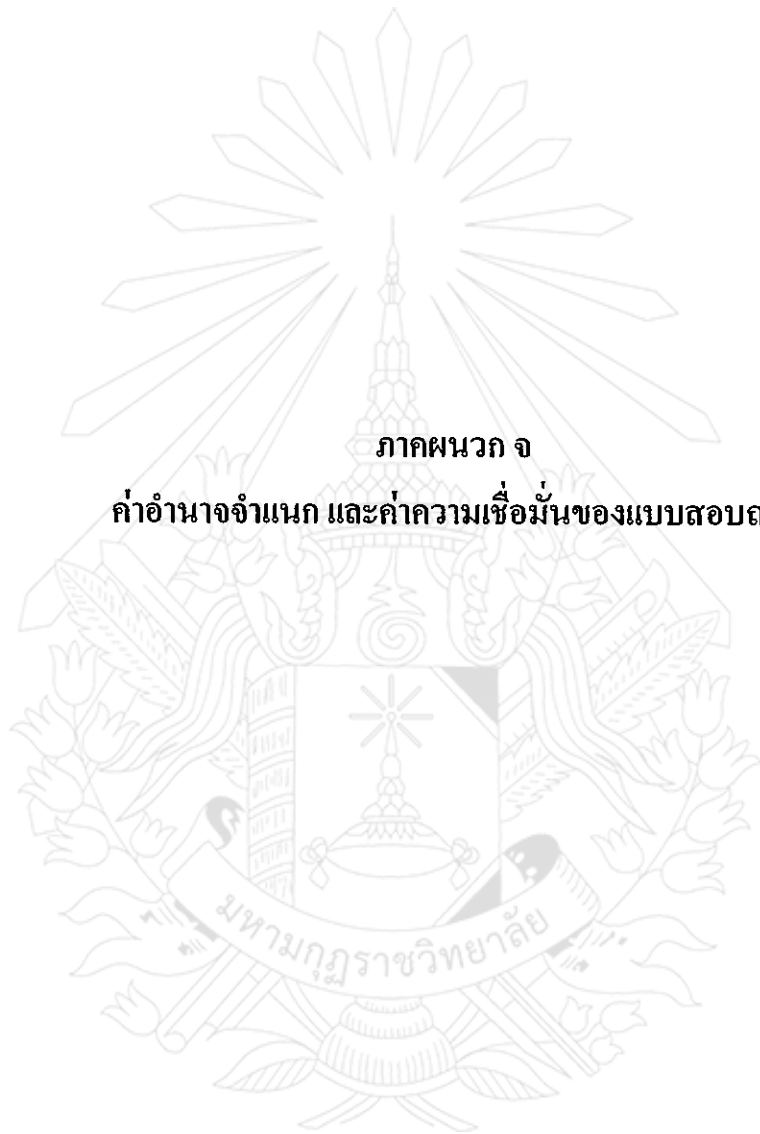 ภาคผนวก จ
ค่าอำนาจจำแนก และค่าความเชื่อมั่นของแบบสอบถ
มหามกุฏราชวิทยาลัย